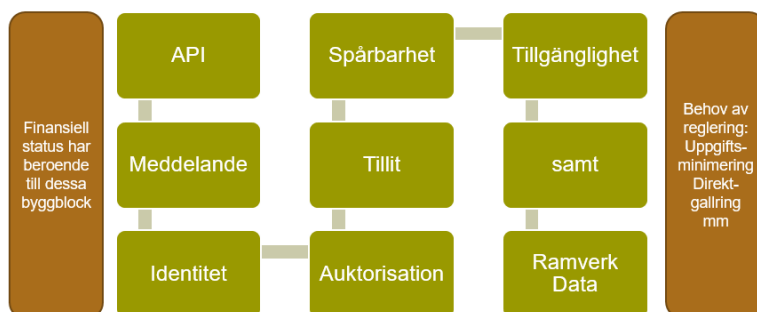 Finansiell
status har
beroende
till dessa
byggblock
API
Meddelande
Identitet
Auktorisation
Tillit
Spårbarhet
Tillgänglighet
samt
Ramverk
Data
Behov av
reglering:
Uppgifts-
minimering
Direkt-
gallring
mm